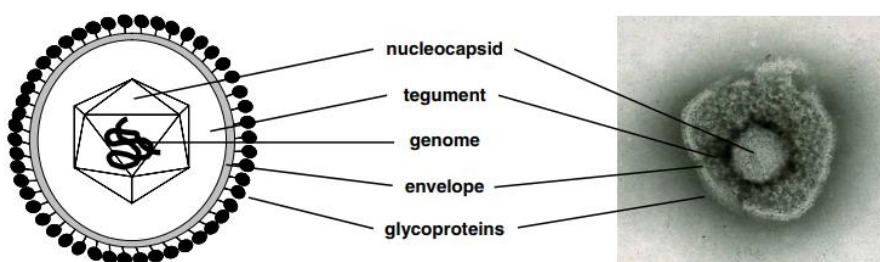 nucleocapsid
tegument
genome
envelope
glycoproteins